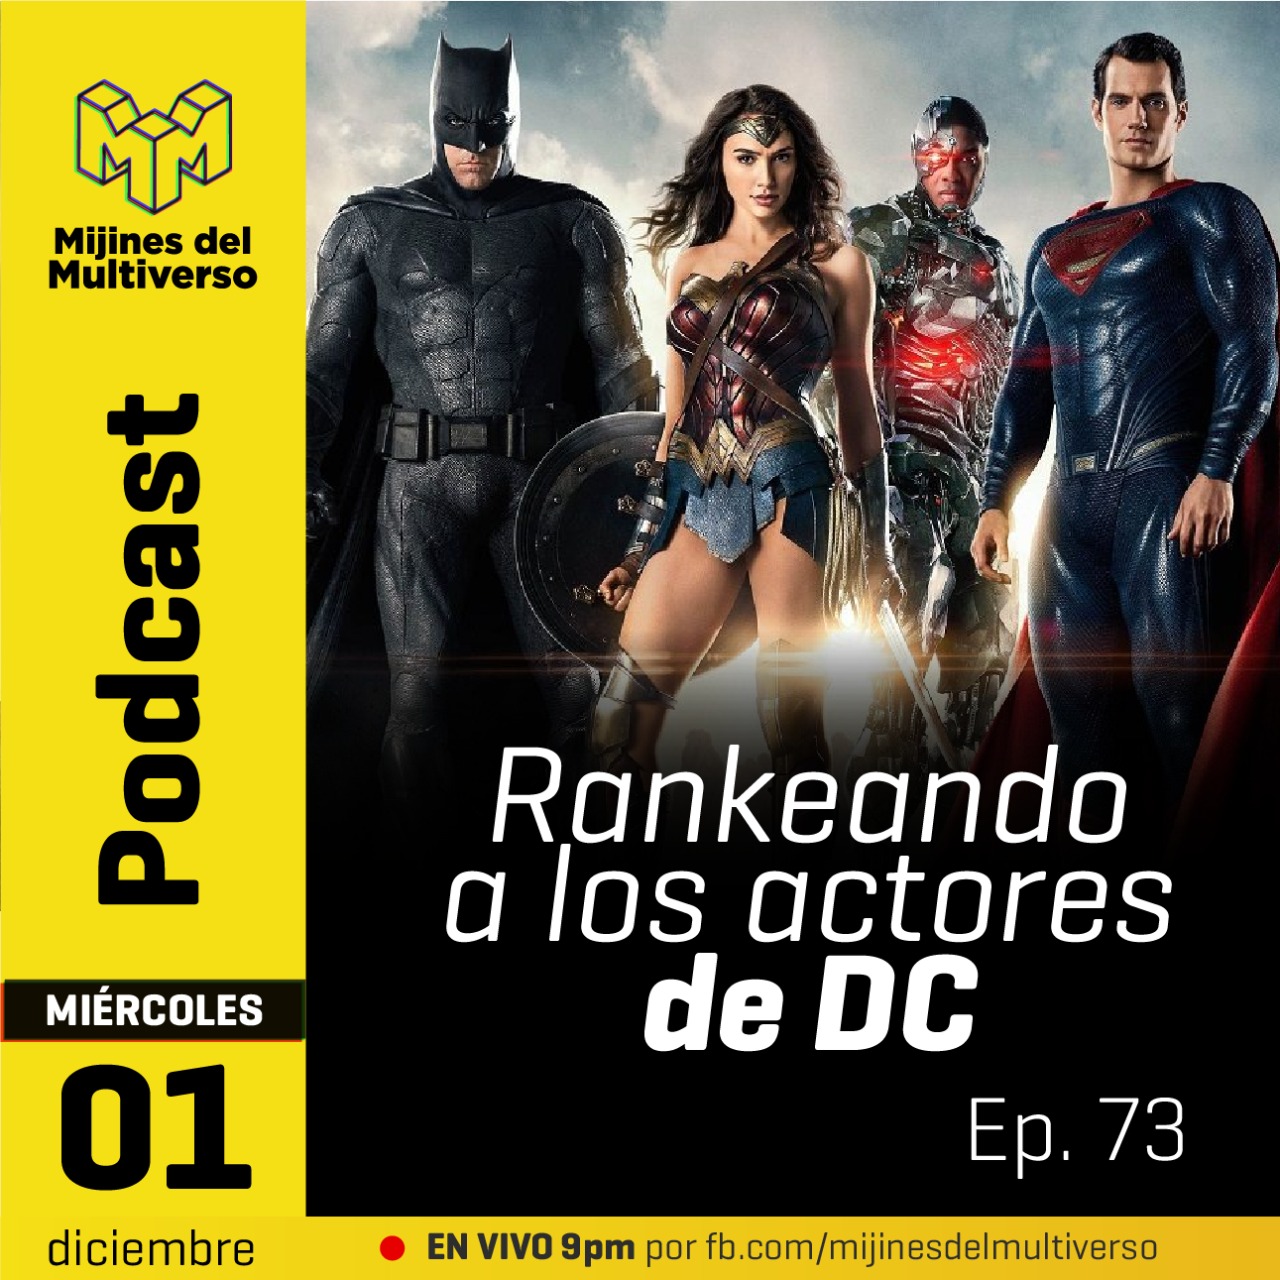 Mijines del
Multiverso
Podcast
MIÉRCOLES
01
diciembre
Rankeando
a los actores
de DC
Ep. 73
EN VIVO 9pm por fb.com/mijinesdelmultiverso